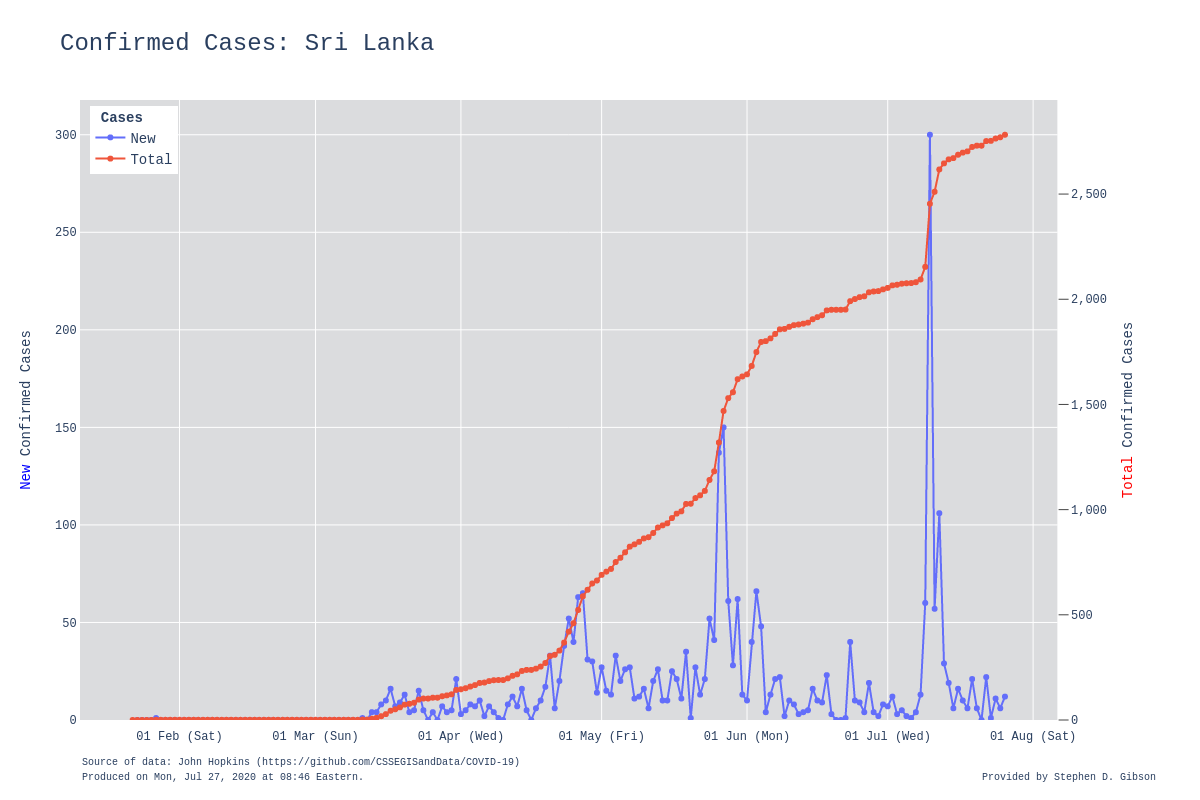 Confirmed Cases: Sri Lanka
Cases
New
Total
300
250
200
150
100
50
0
2,500
2,000
1,500
1,000
500
0
New Confirmed Cases
Total Confirmed Cases
01 Feb (Sat) 01 Mar (Sun) 01 Apr (Wed) 01 May (Fri) 01 Jun (Mon) 01 Jul (Wed) 01 Aug (Sat)
Source of data: John Hopkins (https://github.com/CSSEGISandData/COVID-19)
Produced on Mon, Jul 27, 2020 at 08:46 Eastern.
Provided by Stephen D. Gibson